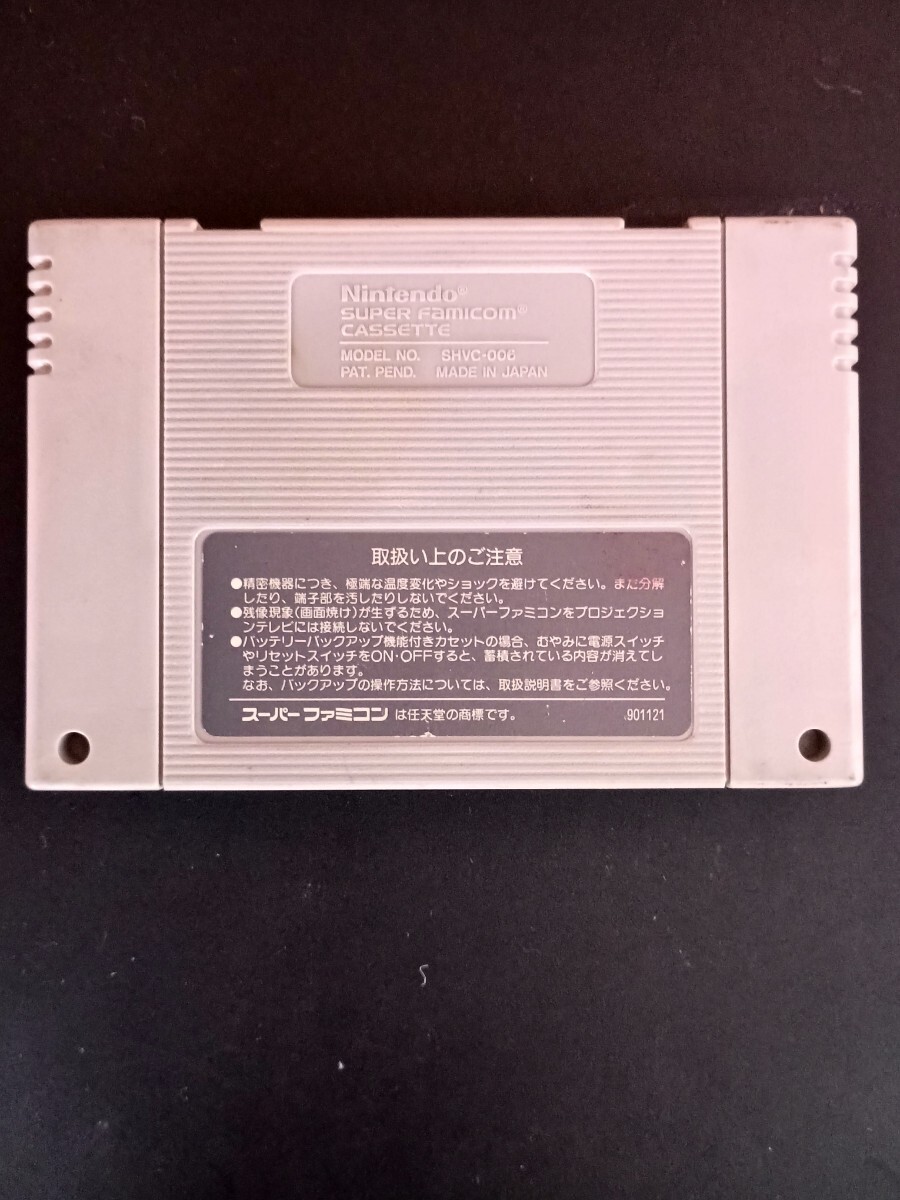 Nintendo®
SUPER FAMICOM®
CASSETTE
MODEL NO. SHVC-006
PAT. PEND. MADE IN JAPAN
取扱い上のご注意
●精密機器につき、極端な温度変化やショックを避けてください。また分解
したり、端子部を汚したりしないでください。
●残像現象(画面焼け)が生ずるため、スーパーファミコンをプロジェクショ
ンテレビには接続しないでください。
●バッテリーバックアップ機能付きカセットの場合、むやみに電源スイッチ
やリセットスイッチをON・OFFすると、蓄積されている内容が消えてし
まうことがあります。
なお、バックアップの操作方法については、取扱説明書をご参照ください。
スーパーファミコン は任天堂の商標です。 901121